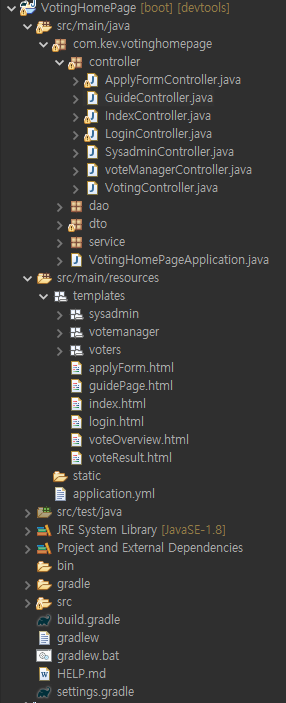 VotingHomePage [boot] [devtools]
src/main/java
com.kev.votinghomepage
controller
ApplyFormController.java
GuideController.java
IndexController.java
LoginController.java
SysadminController.java
voteManagerController.java
VotingController.java
dao
dto
service
VotingHomePageApplication.java
src/main/resources
templates
sysadmin
votemanager
voters
applyForm.html
guidePage.html
index.html
login.html
voteOverview.html
voteResult.html
static
application.yml
src/test/java
JRE System Library [JavaSE-1.8]
Project and External Dependencies
bin
gradle
src
build.gradle
gradlew
gradlew.bat
HELP.md
settings.gradle